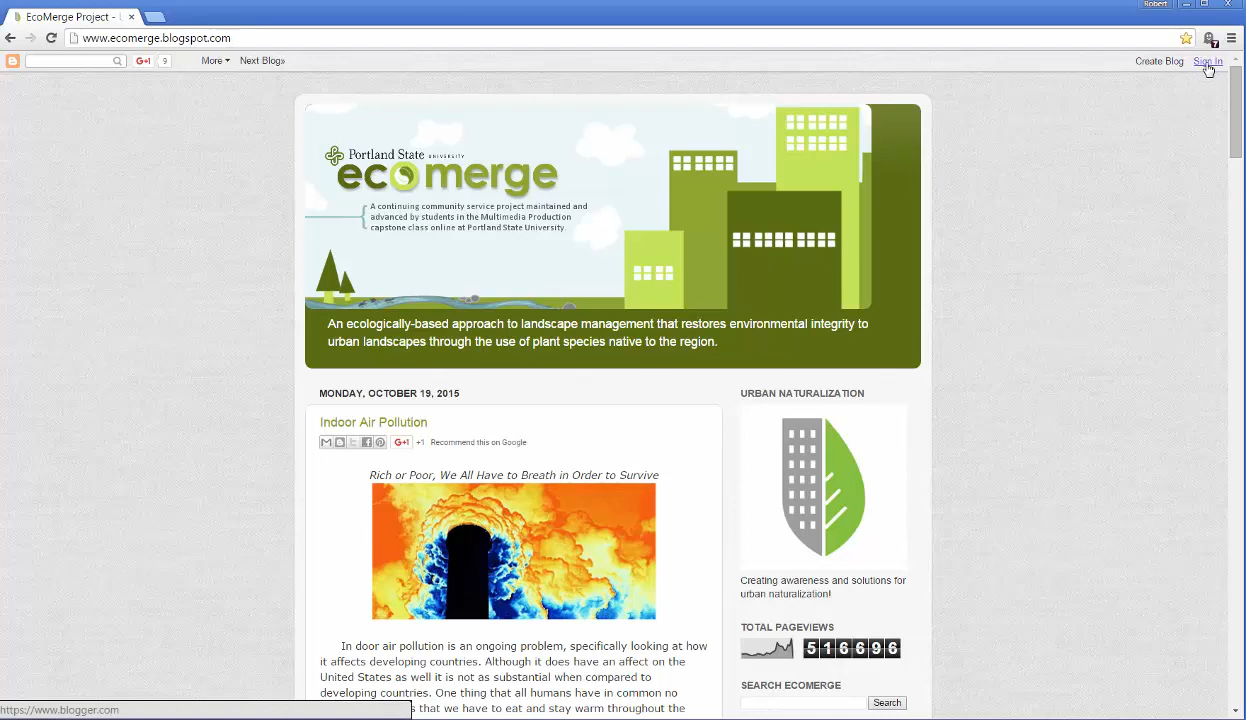 Robert
EcoMerge Project -
www.ecomerge.blogspot.com
7
G+1 9 More Next Blog» Create Blog Sign In
Portland State UNIVERSITY
ecomerge
A continuing community service project maintained and
advanced by students in the Multimedia Production
capstone class online at Portland State University.
An ecologically-based approach to landscape management that restores environmental integrity to
urban landscapes through the use of plant species native to the region.
MONDAY, OCTOBER 19, 2015
Indoor Air Pollution
G+1 +1 Recommend this on Google
Rich or Poor, We All Have to Breath in Order to Survive
In door air pollution is an ongoing problem, specifically looking at how
it affects developing countries. Although it does have an affect on the
United States as well it is not as substantial when compared to
developing countries. One thing that all humans have in common no
s that we have to eat and stay warm throughout the
URBAN NATURALIZATION
Creating awareness and solutions for
urban naturalization!
TOTAL PAGEVIEWS
516696
SEARCH ECOMERGE
Search
https://www.blogger.com